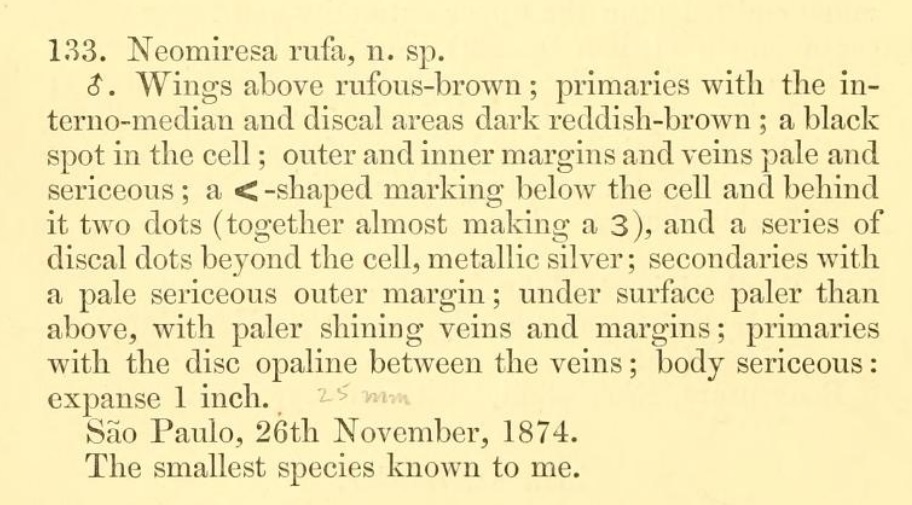 133. Neomiresa rufa, n. sp.
♂. Wings above rufous-brown; primaries with the in-
terno-median and discal areas dark reddish-brown; a black
spot in the cell; outer and inner margins and veins pale and
sericeous; a <-shaped marking below the cell and behind
it two dots (together almost making a 3), and a series of
discal dots beyond the cell, metallic silver; secondaries with
a pale sericeous outer margin; under surface paler than
above, with paler shining veins and margins; primaries
with the disc opaline between the veins; body sericeous:
expanse 1 inch. 25 mm
São Paulo, 26th November, 1874.
The smallest species known to me.